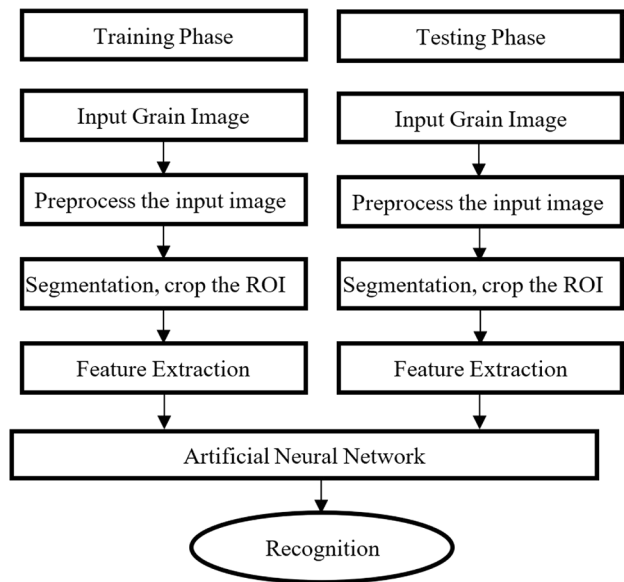 Training Phase
Testing Phase
Input Grain Image
Input Grain Image
Preprocess the input image
Preprocess the input image
Segmentation, crop the ROI
Segmentation, crop the ROI
Feature Extraction
Feature Extraction
Artificial Neural Network
Recognition